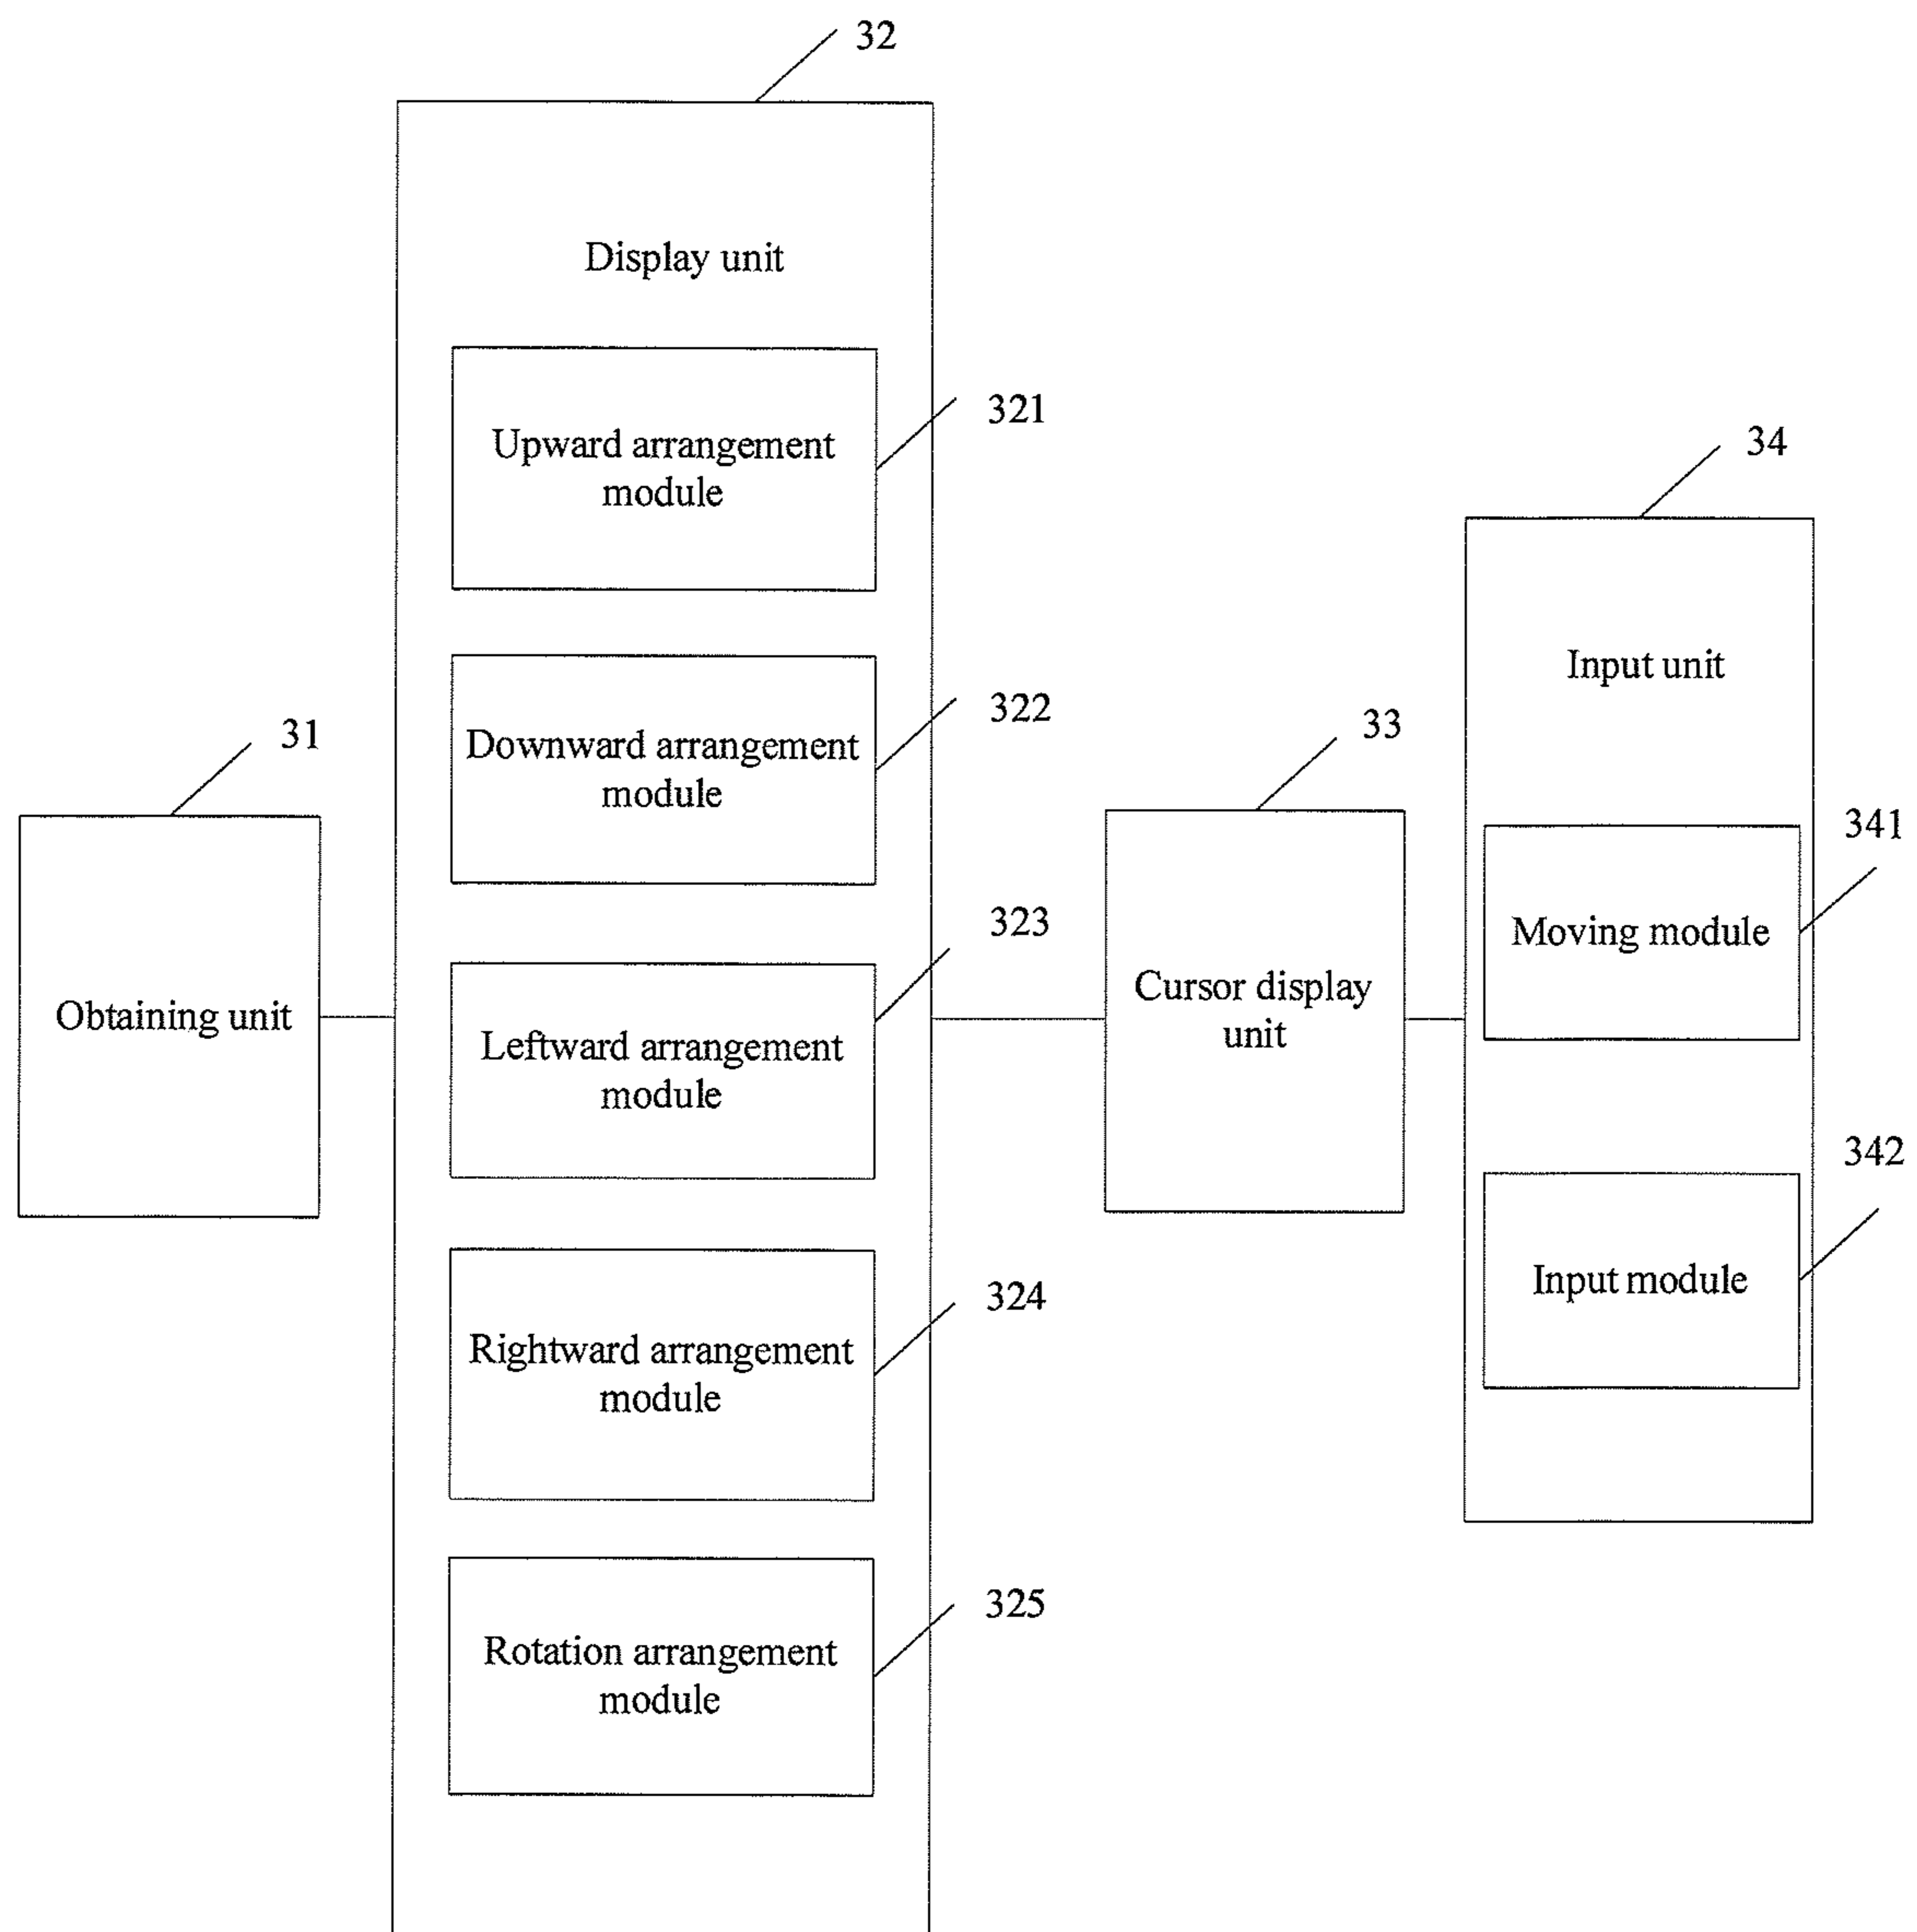 32
Display unit
321
Upward arrangement
module
34
322
Downward arrangement
module
Input unit
31
33
341
323
Moving module
Obtaining unit
Cursor display
unit
Leftward arrangement
module
342
324
Input module
Rightward arrangement
module
325
Rotation arrangement
module